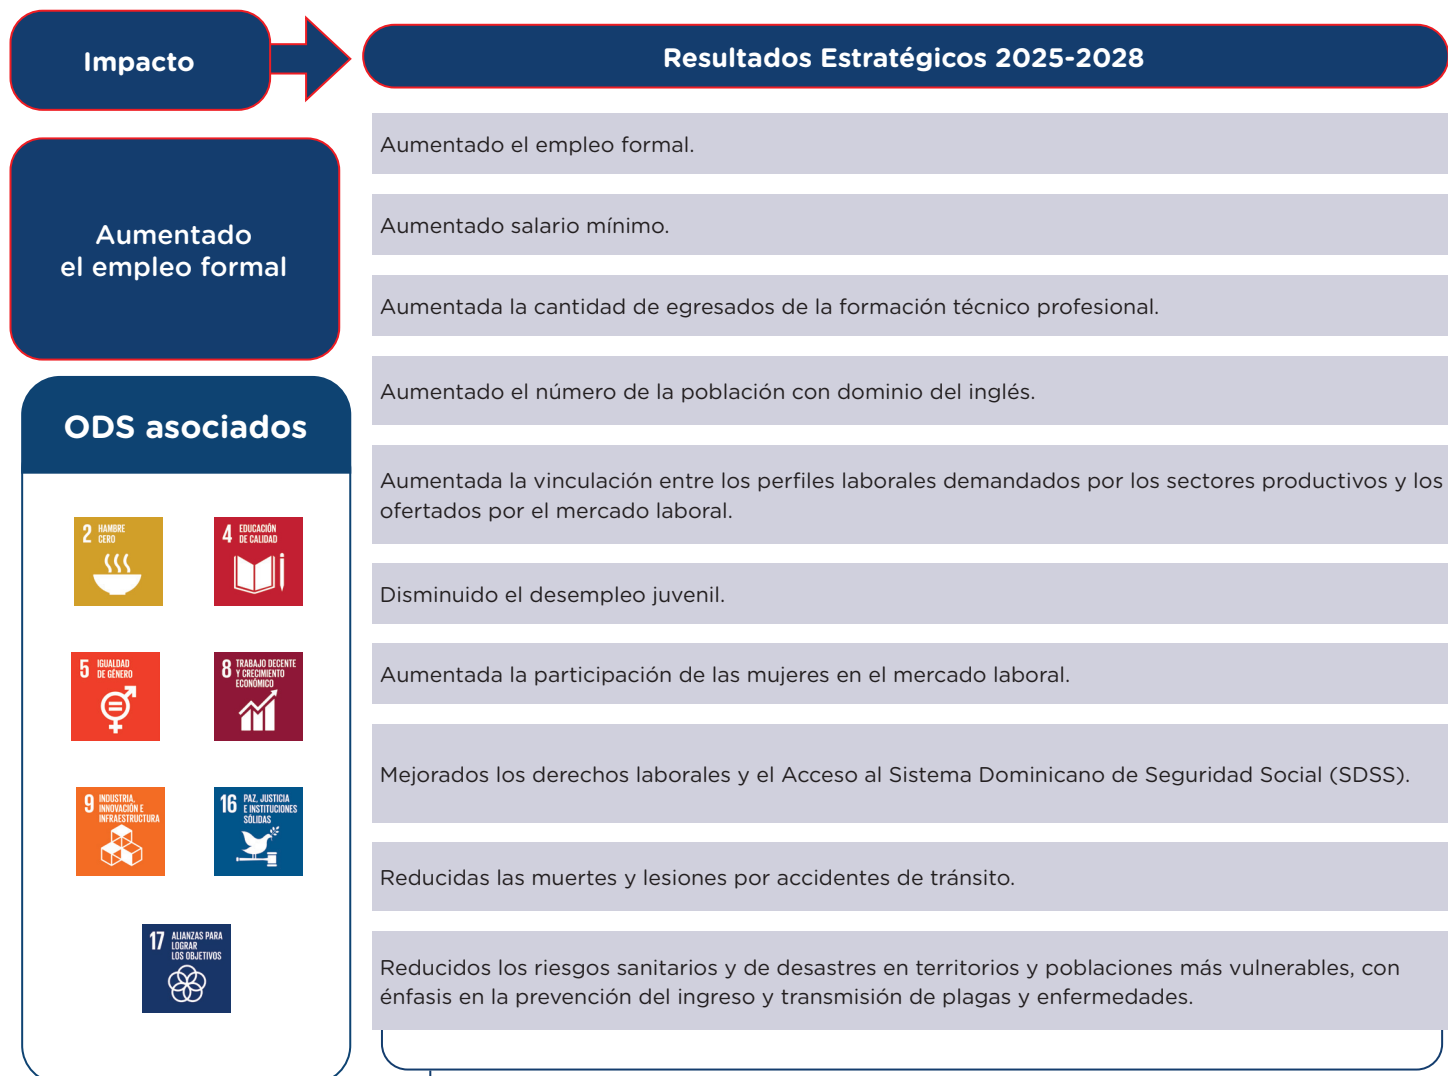 Impacto
Resultados Estratégicos 2025-2028
Aumentado
el empleo formal
Aumentado el empleo formal.
Aumentado salario mínimo.
Aumentada la cantidad de egresados de la formación técnico profesional.
Aumentado el número de la población con dominio del inglés.
Aumentada la vinculación entre los perfiles laborales demandados por los sectores productivos y los
ofertados por el mercado laboral.
Disminuido el desempleo juvenil.
Aumentada la participación de las mujeres en el mercado laboral.
Mejorados los derechos laborales y el Acceso al Sistema Dominicano de Seguridad Social (SDSS).
Reducidas las muertes y lesiones por accidentes de tránsito.
Reducidos los riesgos sanitarios y de desastres en territorios y poblaciones más vulnerables, con
énfasis en la prevención del ingreso y transmisión de plagas y enfermedades.
ODS asociados
2 HAMBRE
CERO
4 EDUCACIÓN
DE CALIDAD
5 IGUALDAD
DE GÉNERO
8 TRABAJO DECENTE
Y CRECIMIENTO
ECONÓMICO
9 INDUSTRIA,
INNOVACIÓN E
INFRAESTRUCTURA
16 PAZ, JUSTICIA
E INSTITUCIONES
SÓLIDAS
17 ALIANZAS PARA
LOGRAR
LOS OBJETIVOS